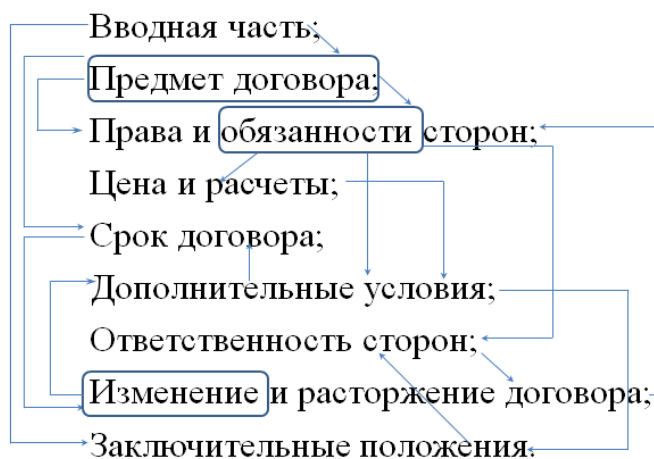 Вводная часть;
Предмет договора;
Права и обязанности сторон;
Цена и расчеты;
Срок договора;
Дополнительные условия;
Ответственность сторон;
Изменение и расторжение договора;
Заключительные положения.